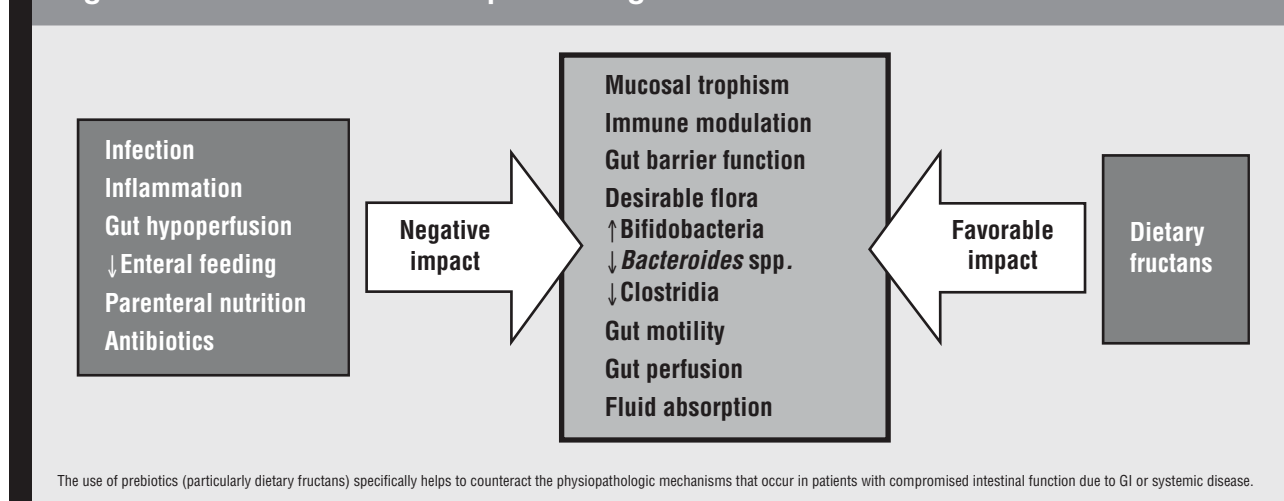 Infection
Inflammation
Gut hypoperfusion
↓Enteral feeding
Parenteral nutrition
Antibiotics
Negative
impact
Mucosal trophism
Immune modulation
Gut barrier function
Desirable flora
↑Bifidobacteria
↓Bacteroides spp.
↓Clostridia
Gut motility
Gut perfusion
Fluid absorption
Favorable
impact
Dietary
fructans
The use of prebiotics (particularly dietary fructans) specifically helps to counteract the physiopathologic mechanisms that occur in patients with compromised intestinal function due to GI or systemic disease.